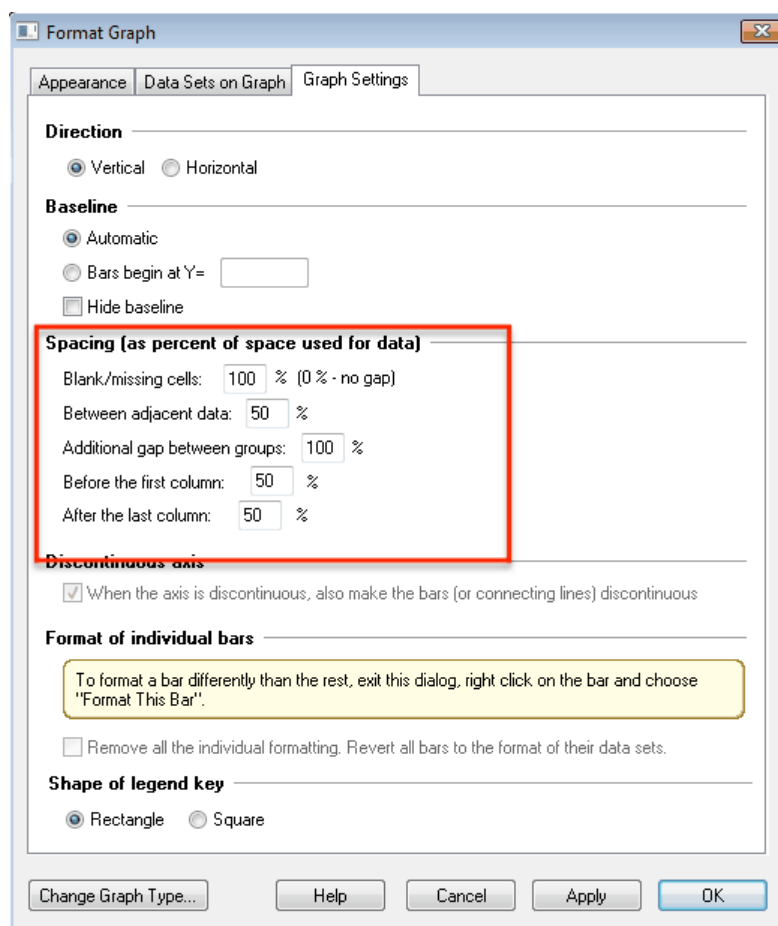 Format Graph
Appearance Data Sets on Graph Graph Settings
Direction
Vertical Horizontal
Baseline
Automatic
Bars begin at Y=
Hide baseline
Spacing (as percent of space used for data)
Blank/missing cells: 100 % (0 % - no gap)
Between adjacent data: 50 %
Additional gap between groups: 100 %
Before the first column: 50 %
After the last column: 50 %
Discontinuous axis
When the axis is discontinuous, also make the bars (or connecting lines) discontinuous
Format of individual bars
To format a bar differently than the rest, exit this dialog, right click on the bar and choose
"Format This Bar".
Remove all the individual formatting. Revert all bars to the format of their data sets.
Shape of legend key
Rectangle Square
Change Graph Type... Help Cancel Apply OK